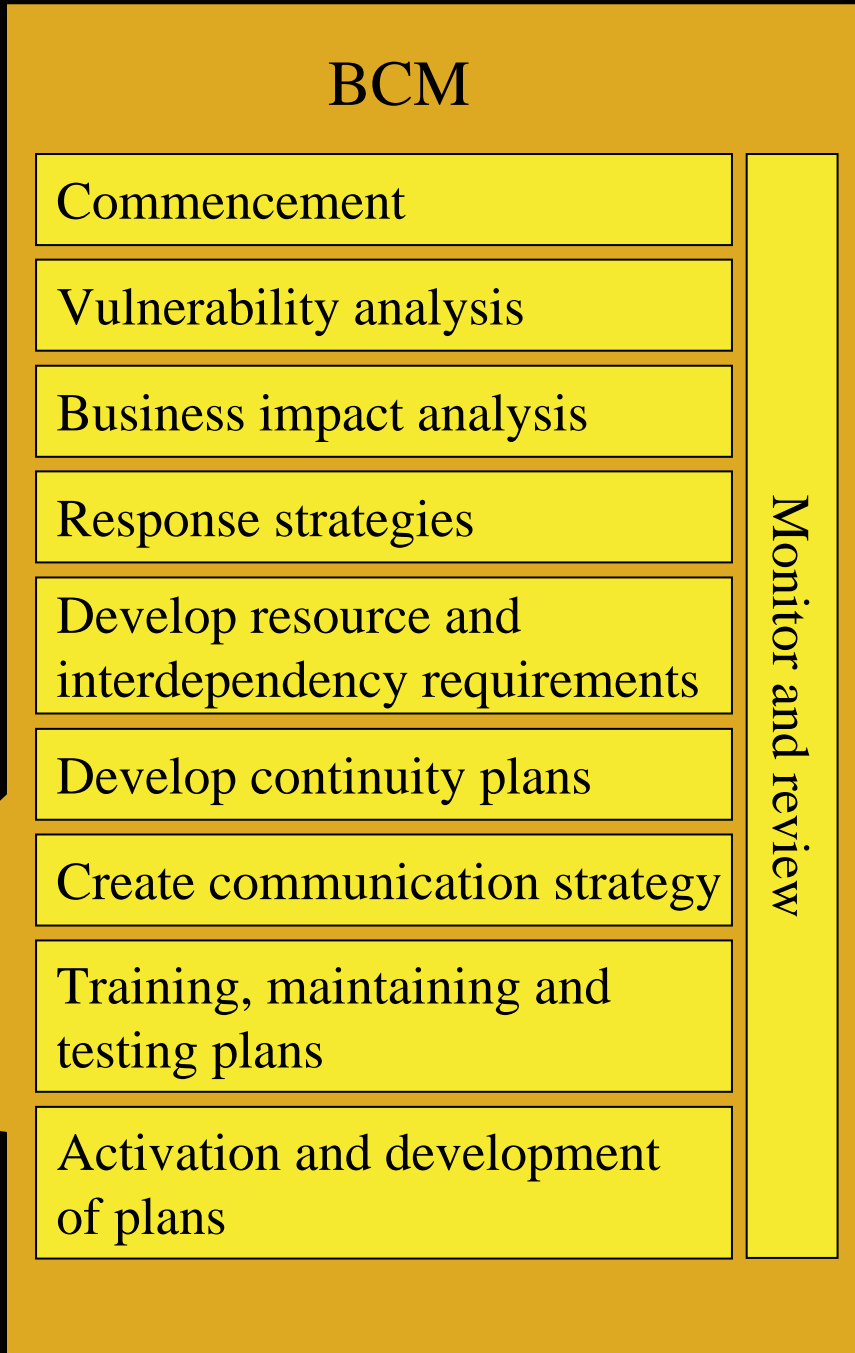 BCM
Commencement
Vulnerability analysis
Business impact analysis
Response strategies
Develop resource and
interdependency requirements
Develop continuity plans
Create communication strategy
Training, maintaining and
testing plans
Activation and development
of plans
Monitor and review